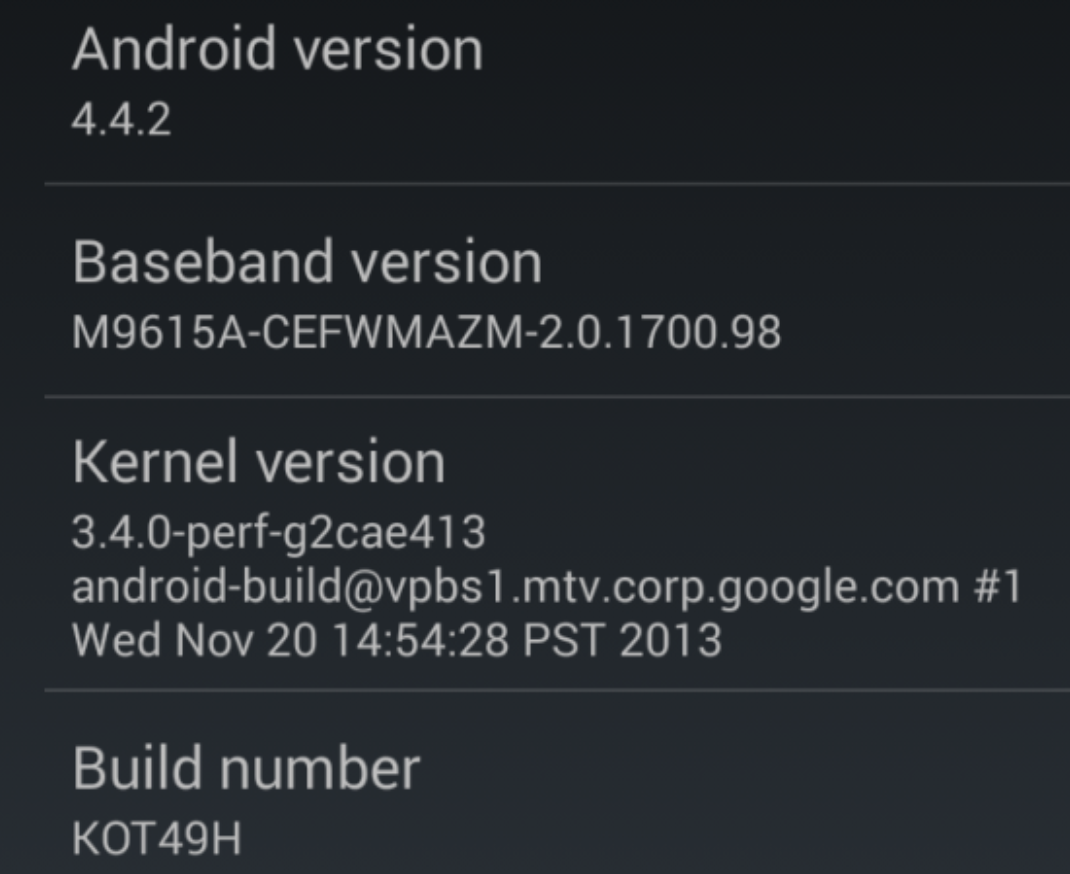 Android version
4.4.2
Baseband version
M9615A-CEFWMAZM-2.0.1700.98
Kernel version
3.4.0-perf-g2cae413
android-build@vpbs1.mtv.corp.google.com #1
Wed Nov 20 14:54:28 PST 2013
Build number
KOT49H